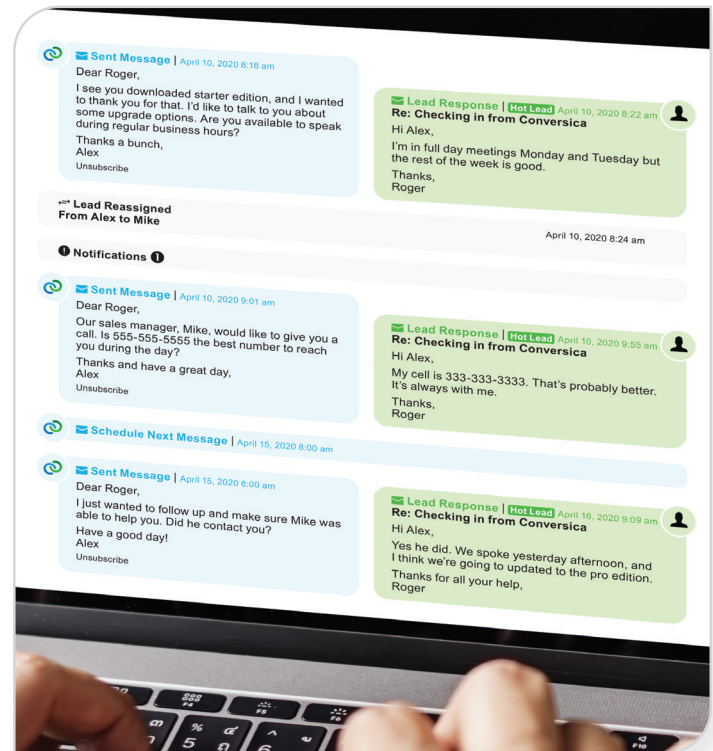 Sent Message | April 10, 2020 8:18 am
Dear Roger,
I see you downloaded starter edition, and I wanted
to thank you for that. I'd like to talk to you about
some upgrade options. Are you available to speak
during regular business hours?
Thanks a bunch,
Alex
Unsubscribe
Lead Response | Hot Lead April 10, 2020 8:22 am
Re: Checking in from Conversica
Hi Alex,
I'm in full day meetings Monday and Tuesday but
the rest of the week is good.
Thanks,
Roger
Lead Reassigned
From Alex to Mike
April 10, 2020 8:24 am
Notifications 1
Sent Message | April 10, 2020 9:01 am
Dear Roger,
Our sales manager, Mike, would like to give you a
call. Is 555-555-5555 the best number to reach
you during the day?
Thanks and have a great day,
Alex
Unsubscribe
Lead Response | Hot Lead April 10, 2020 9:55 am
Re: Checking in from Conversica
Hi Alex,
My cell is 333-333-3333. That's probably better.
It's always with me.
Thanks,
Roger
Schedule Next Message | April 15, 2020 8:00 am
Sent Message | April 15, 2020 8:00 am
Dear Roger,
I just wanted to follow up and make sure Mike was
able to help you. Did he contact you?
Have a good day!
Alex
Unsubscribe
Lead Response | Hot Lead April 16, 2020 9:09 am
Re: Checking in from Conversica
Hi Alex,
Yes he did. We spoke yesterday afternoon, and
I think we're going to updated to the pro edition.
Thanks for all your help,
Roger
F4
F5
F6
F10
%
5
^
6